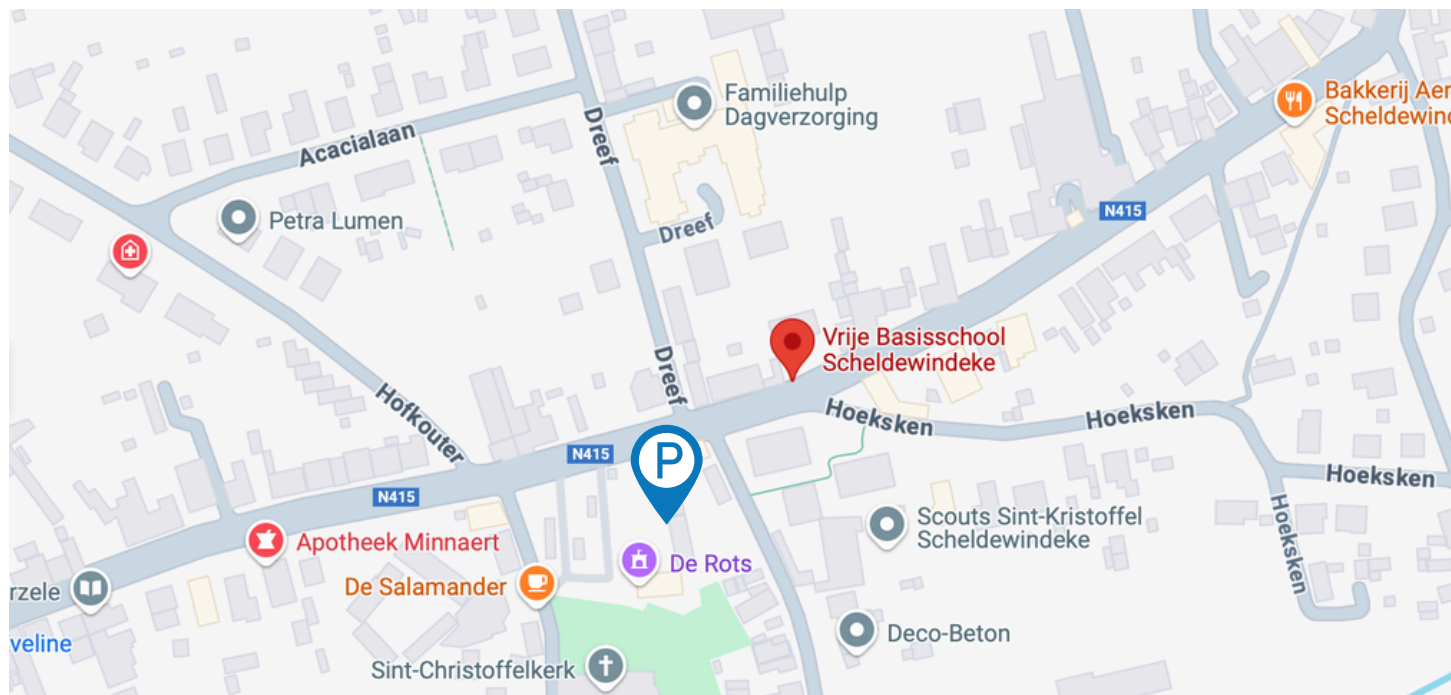 Familiehulp
Dagverzorging
Bakkerij Aer
Scheldewind
Acacialaan
Dreef
Petra Lumen
Dreef
N415
Vrije Basisschool
Scheldewindeke
Dreef
Hofkouter
Hoeksken
Hoeksken
N415
P
Hoeksken
N415
Hoeksken
Apotheek Minnaert
Scouts Sint-Kristoffel
Scheldewindeke
De Rots
De Salamander
rzele
Deco-Beton
veline
Sint-Christoffelkerk